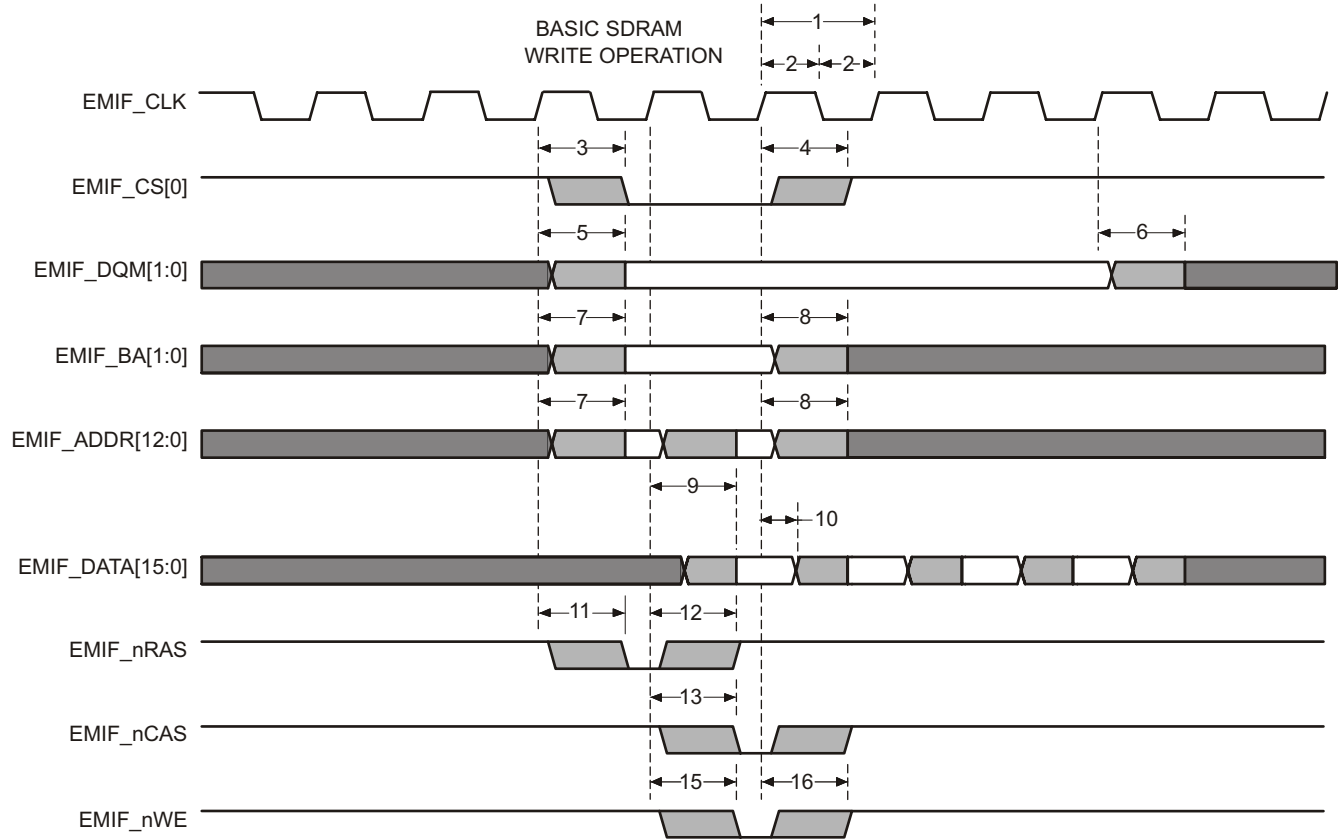 BASIC SDRAM
WRITE OPERATION
1
2 2
EMIF_CLK
3 4
EMIF_CS[0]
5 6
EMIF_DQM[1:0]
7 8
EMIF_BA[1:0]
7 8
EMIF_ADDR[12:0]
9
10
EMIF_DATA[15:0]
11 12
EMIF_nRAS
13
EMIF_nCAS
15 16
EMIF_nWE